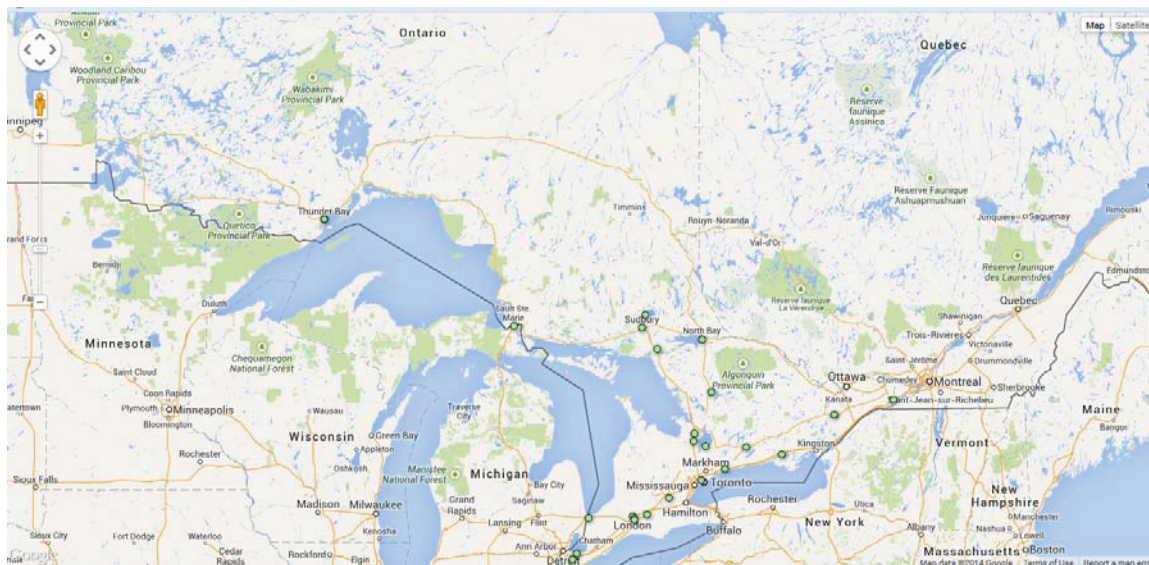 Provincial Park
Ontario
Map
Satellite
Quebec
Woodland Caribou
Provincial Park
Wabakimi
Provincial Park
Réserve
faunique
Assinica
Réserve Faunique
Ashuapmushuan
Thunder Bay
Timmins
Rouyn-Noranda
Saguenay
Rimouski
Quetico
Provincial Park
Val-d'Or
Bemidji
Réserve faunique
des Laurentides
Edmundston
Réserve faunique
La Vérendrye
Duluth
Sault Ste.
Marie
Sudbury
North Bay
Quebec
Shawinigan
Trois-Rivières
Victoriaville
Minnesota
Chequamegon
National Forest
Algonquin
Provincial Park
Saint-Jérôme
Drummondville
Saint Cloud
Coon Rapids
Ottawa
Montreal
Sherbrooke
Plymouth
Minneapolis
Bloomington
Wausau
Traverse
City
Kanata
Saint-Jean-sur-Richelieu
Maine
Bangor
Wisconsin
Green Bay
Appleton
Oshkosh
Kingston
Vermont
Rochester
Manistee
National Forest
Michigan
Bay City
Markham
Mississauga
Toronto
Sioux Falls
Madison
Milwaukee
Grand
Rapids
Saginaw
Hamilton
Rochester
Utica
New
Hampshire
Manchester
Kenosha
Lansing
Flint
London
Buffalo
New York
Albany
Nashua
Lowell
Sioux City
Fort Dodge
Waterloo
Cedar
Rapids
Rockford
Elgin
Ann Arbor
Chatham
Detroit
Massachusetts
Boston
Google
Map data ©2014 Google
Terms of Use
Report a map